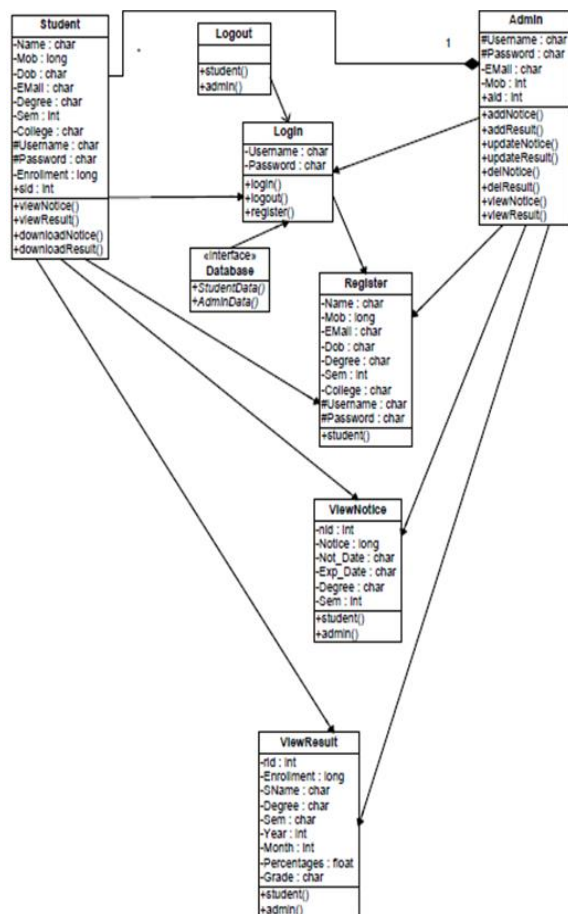 Student
-Name : char
-Mob : long
-Dob : char
-EMail : char
-Degree : char
-Sem : int
-College : char
#Username : char
#Password : char
-Enrollment : long
+sid : int
+viewNotice()
+viewResult()
+downloadNotice()
+downloadResult()
Logout
+student()
+admin()
1
Admin
#Username : char
#Password : char
-EMail : char
-Mob : int
+aid : int
+addNotice()
+addResult()
+updateNotice()
+updateResult()
+delNotice()
+delResult()
+viewNotice()
+viewResult()
Login
-Username : char
-Password : char
+login()
+logout()
+register()
«interface»
Database
+StudentData()
+AdminData()
Register
-Name : char
-Mob : long
-EMail : char
-Dob : char
-Degree : char
-Sem : int
-College : char
#Username : char
#Password : char
+student()
ViewNotice
-nid : int
-Notice : long
-Not_Date : char
-Exp_Date : char
-Degree : char
-Sem : int
+student()
+admin()
ViewResult
-rid : int
-Enrollment : long
-SName : char
-Degree : char
-Sem : char
-Year : int
-Month : int
-Percentages : float
-Grade : char
+student()
+admin()